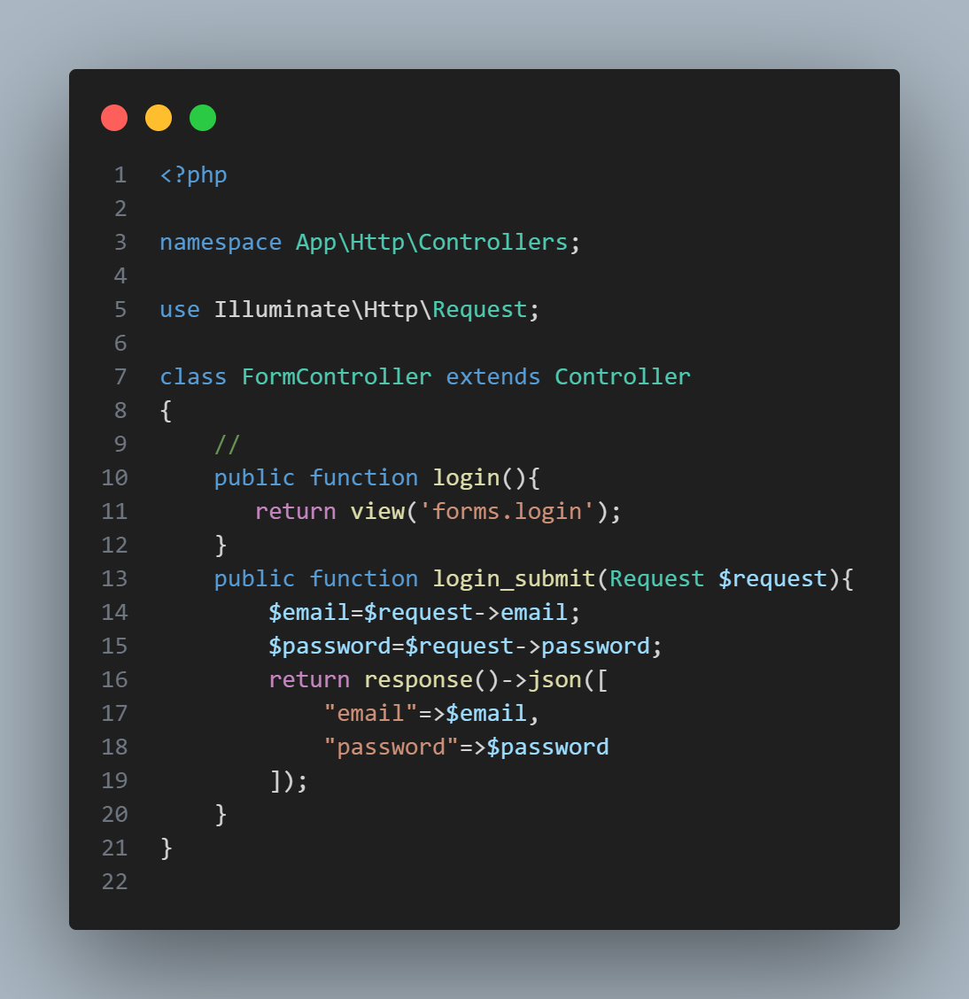 1 <?php
2
3 namespace App\Http\Controllers;
4
5 use Illuminate\Http\Request;
6
7 class FormController extends Controller
8 {
9     //
10     public function login(){
11        return view('forms.login');
12     }
13     public function login_submit(Request $request){
14         $email=$request->email;
15         $password=$request->password;
16         return response()->json([
17             "email"=>$email,
18             "password"=>$password
19         ]);
20     }
21 }
22